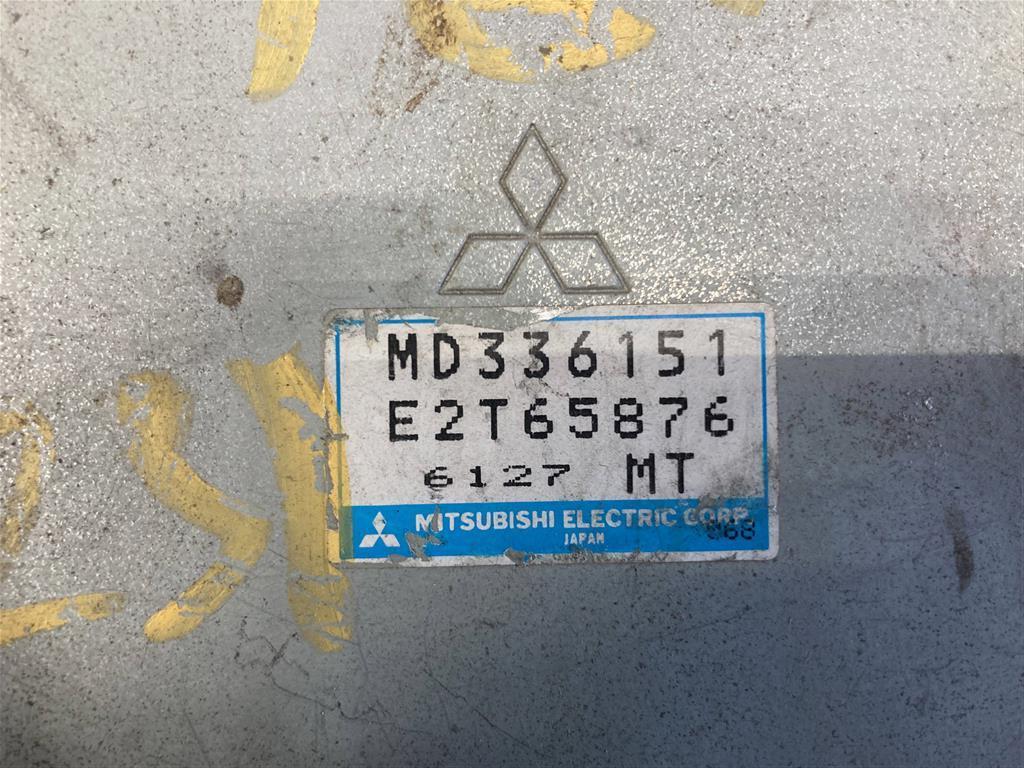 MD336151
E2T65876
6127 MT
MITSUBISHI ELECTRIC CORP.
JAPAN